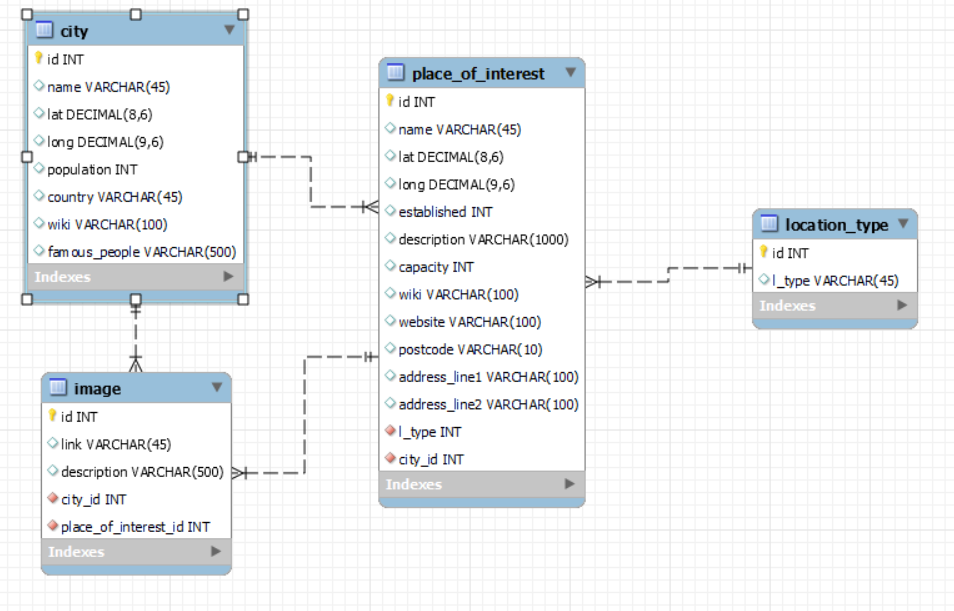 city
id INT
name VARCHAR(45)
lat DECIMAL(8,6)
long DECIMAL(9,6)
population INT
country VARCHAR(45)
wiki VARCHAR(100)
famous_people VARCHAR(500)
Indexes
place_of_interest
id INT
name VARCHAR(45)
lat DECIMAL(8,6)
long DECIMAL(9,6)
established INT
description VARCHAR(1000)
capacity INT
wiki VARCHAR(100)
website VARCHAR(100)
postcode VARCHAR(10)
address_line1 VARCHAR(100)
address_line2 VARCHAR(100)
l_type INT
city_id INT
Indexes
location_type
id INT
l_type VARCHAR(45)
Indexes
image
id INT
link VARCHAR(45)
description VARCHAR(500)
city_id INT
place_of_interest_id INT
Indexes